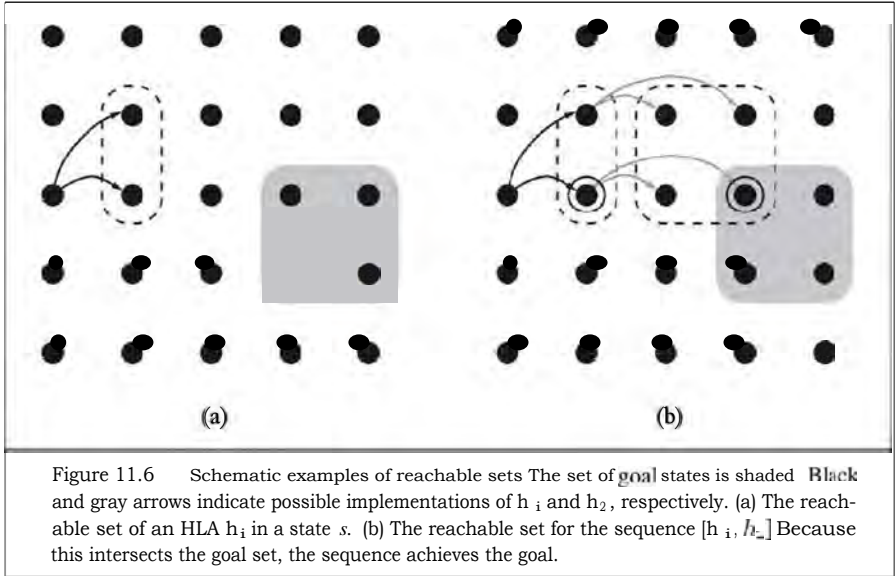 (a) (b)
Figure 11.6 Schematic examples of reachable sets The set of goal states is shaded Black
and gray arrows indicate possible implementations of h i and h2, respectively. (a) The reach-
able set of an HLA h i in a state s. (b) The reachable set for the sequence [h i, h_] Because
this intersects the goal set, the sequence achieves the goal.